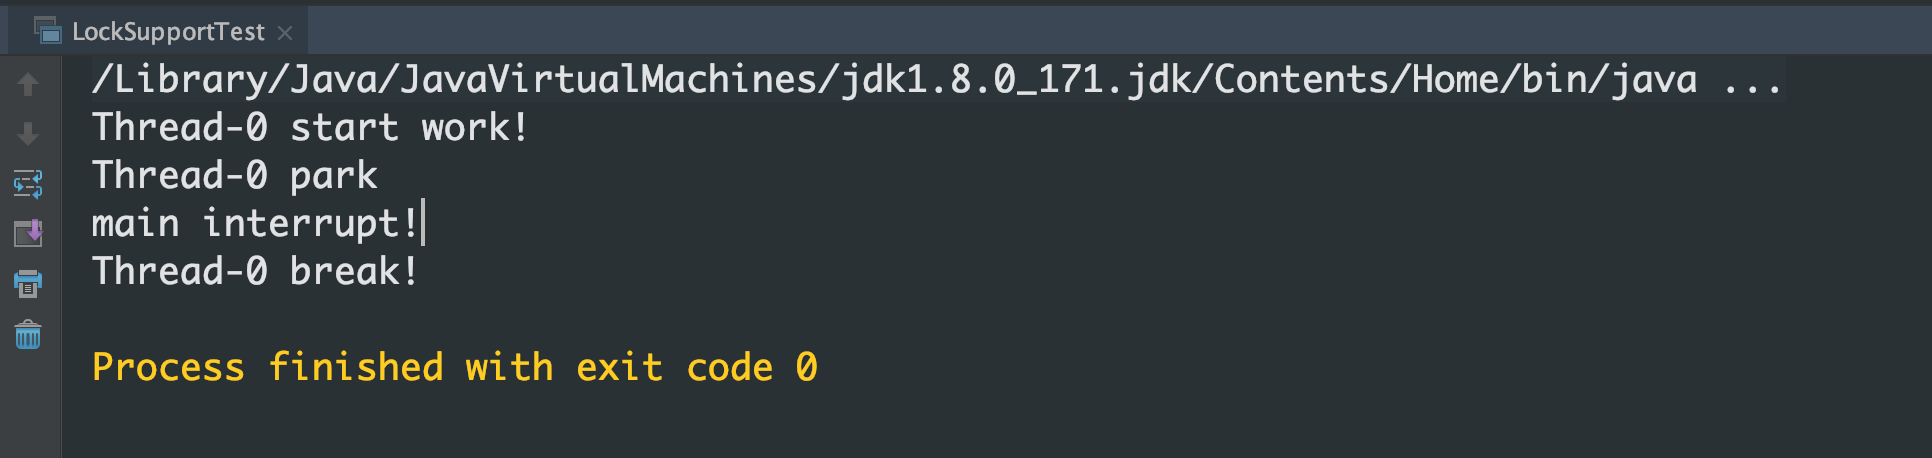 LockSupportTest
/Library/Java/JavaVirtualMachines/jdk1.8.0_171.jdk/Contents/Home/bin/java ...
Thread-0 start work!
Thread-0 park
main interrupt!
Thread-0 break!
Process finished with exit code 0